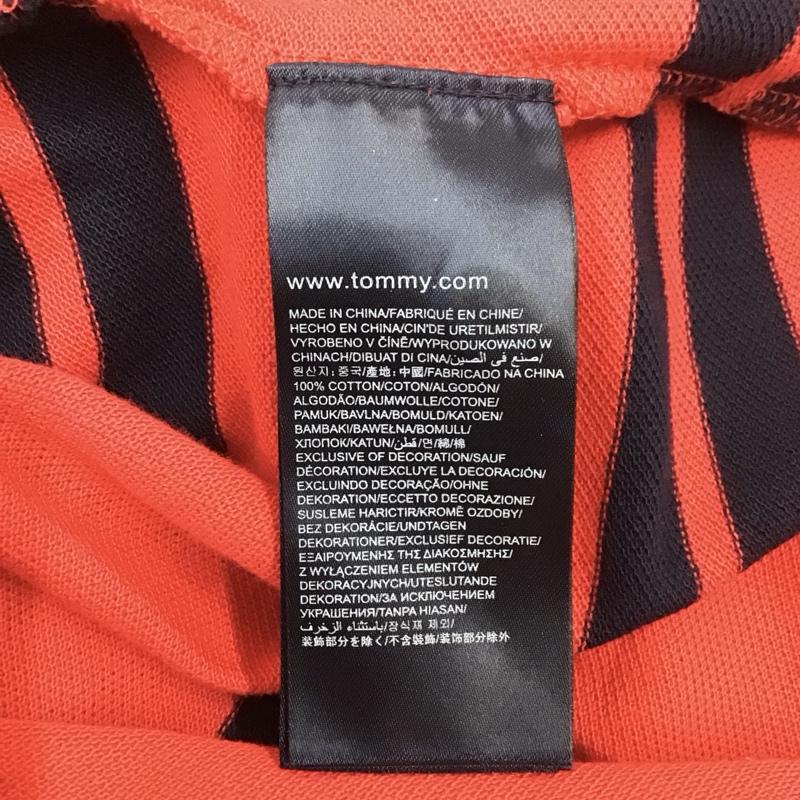 www.tommy.com
MADE IN CHINA/FABRIQUÉ EN CHINE/
HECHO EN CHINA/CIN'DE URETILMISTIR/
VYROBENO V ČÍNĚ/WYPRODUKOWANO W
CHINACH/DIBUAT DI CINA/صنع في الصين/
원산지: 중국/產地: 中國/FABRICADO NA CHINA
100% COTTON/COTON/ALGODÓN/
ALGODÃO/BAUMWOLLE/COTONE/
PAMUK/BAVLNA/BOMULD/KATOEN/
BAMBAKI/BAWEŁNA/BOMULL/
ХЛОПОК/KATUN/قطن/면/綿/棉
EXCLUSIVE OF DECORATION/SAUF
DÉCORATION/EXCLUYE LA DECORACIÓN/
EXCLUINDO DECORAÇÃO/OHNE
DEKORATION/ECCETTO DECORAZIONE/
SUSLEME HARICTIR/KROMĚ OZDOBY/
BEZ DEKORÁCIE/UNDTAGEN
DEKORATIONER/EXCLUSIEF DECORATIE/
ΕΞΑΙΡΟΥΜΕΝΗΣ ΤΗΣ ΔΙΑΚΟΣΜΗΣΗΣ/
Z WYŁĄCZENIEM ELEMENTÓW
DEKORACYJNYCH/UTESLUTANDE
DEKORATION/ЗА ИСКЛЮЧЕНИЕМ
УКРАШЕНИЯ/TANPA HIASAN/
باستثناء الزخرف/장식재 제외/
装飾部分を除く/不含裝飾/装饰部分除外